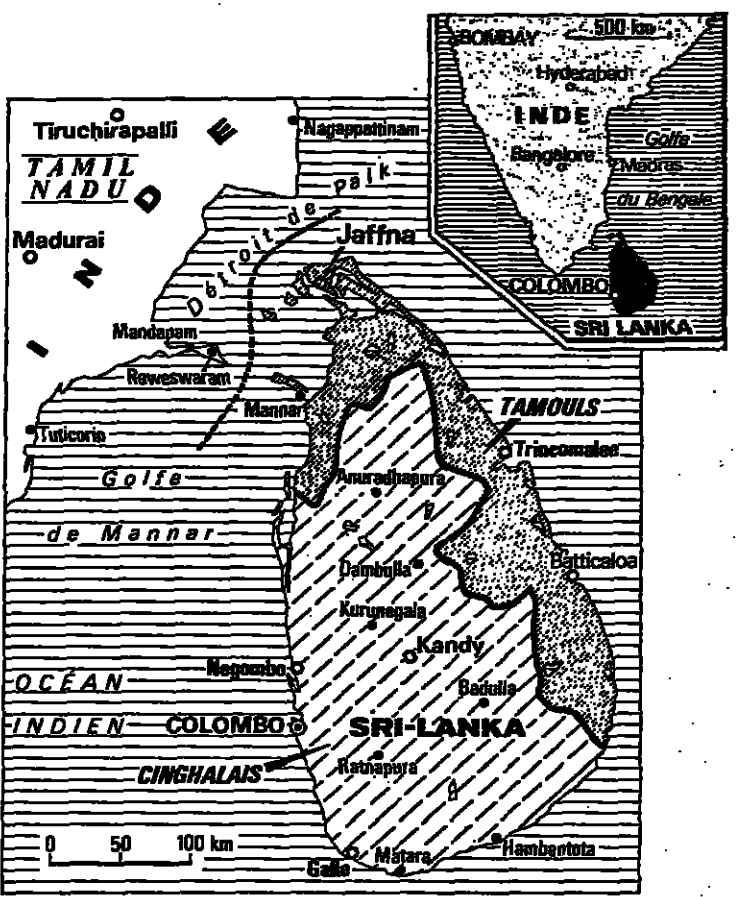 500 km
BOMBAY
Hyderabad
INDE
Bangalore
Golfe
Madras
du Bengale
COLOMBO
SRI LANKA
Tiruchirapalli
TAMIL
NADU
INDE
Nagappattinam
Madurai
Détroit de Palk
Jaffna
Mandapam
Reweswaram
Mannar
TAMOULS
Tuticorin
Trincomalee
Golfe
Anuradhapura
de Mannar
Dambulla
Batticaloa
Kurunegala
Kandy
Negombo
OCÉAN
Badulla
INDIEN
COLOMBO
SRI-LANKA
CINGHALAIS
Ratnapura
0 50 100 km
Hambantota
Galle
Matara